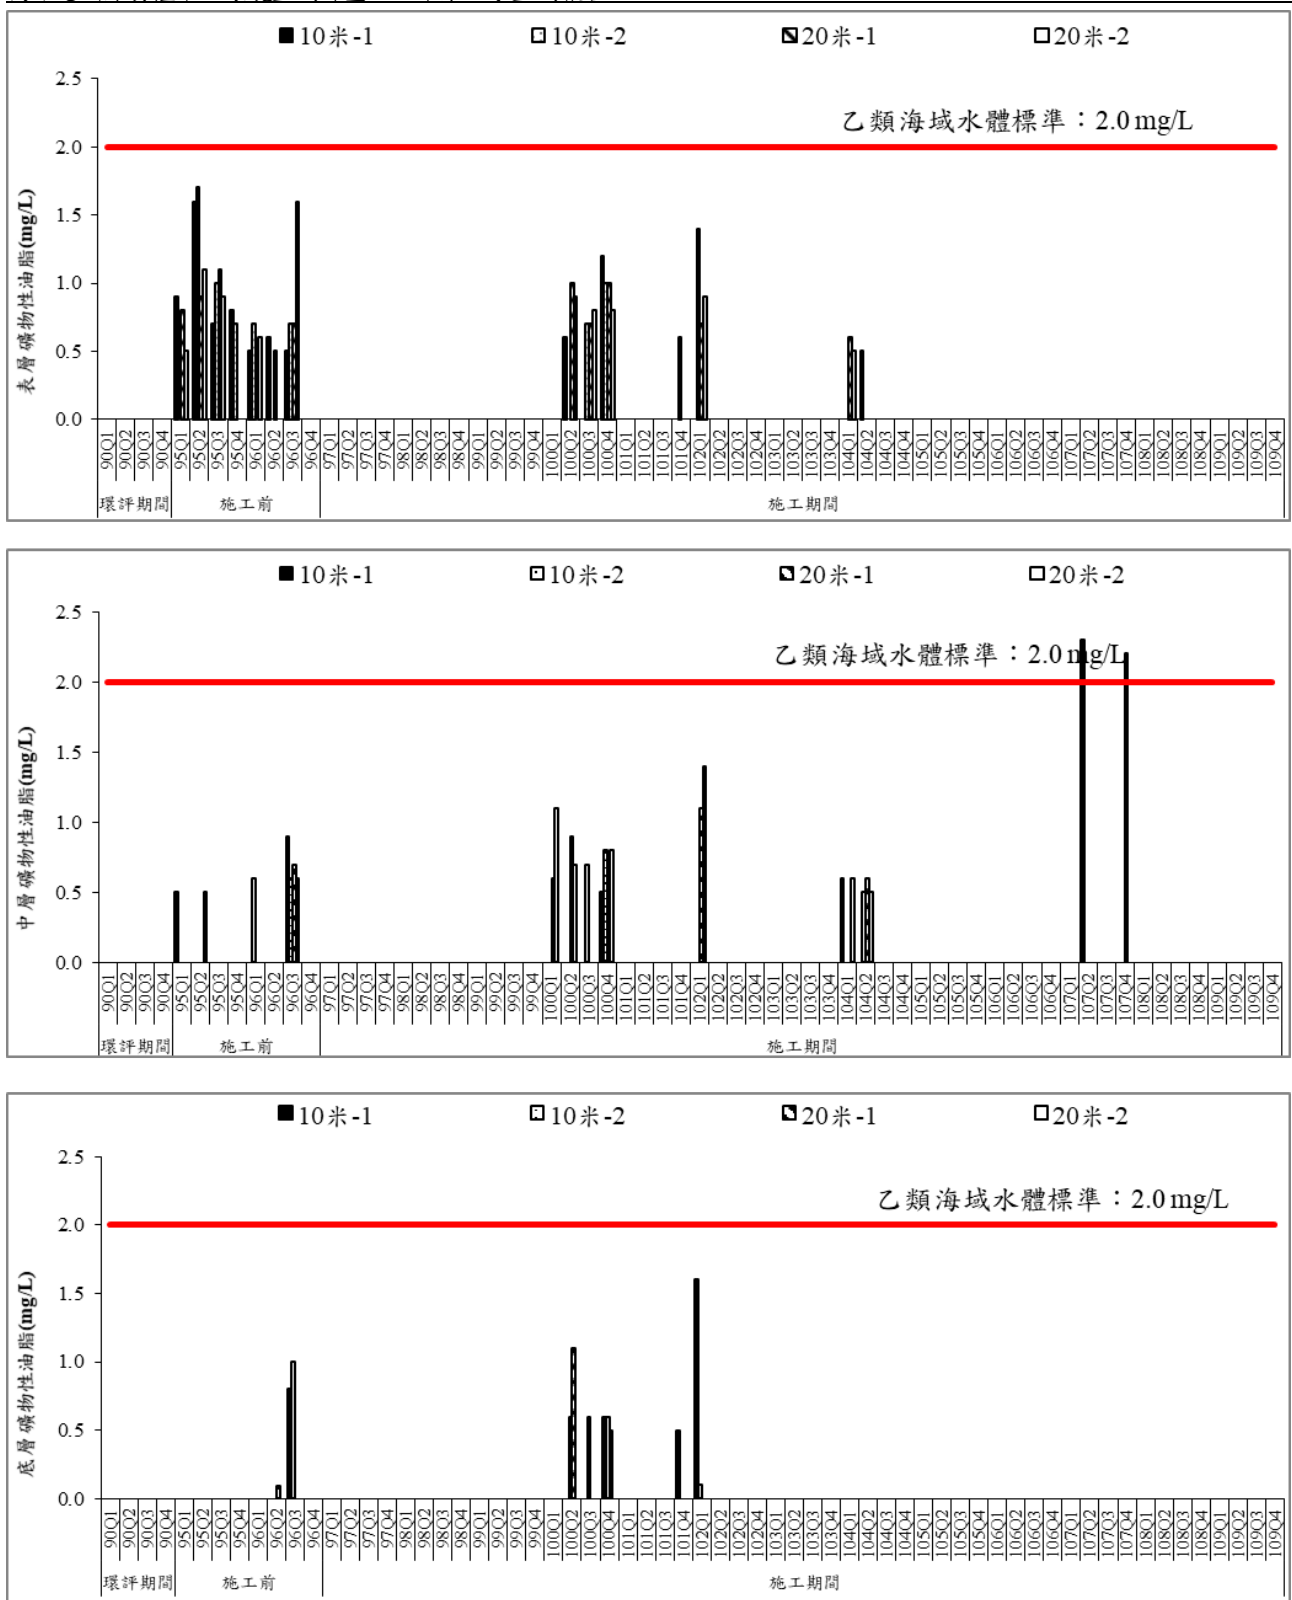 10米-1 10米-2 20米-1 20米-2
乙類海域水體標準：2.0 mg/L
表層礦物性油脂(mg/L)
2.5
2.0
1.5
1.0
0.5
0.0
90Q1 90Q2 90Q3 90Q4 95Q1 95Q2 95Q3 95Q4 96Q1 96Q2 96Q3 96Q4 97Q1 97Q2 97Q3 97Q4 98Q1 98Q2 98Q3 98Q4 99Q1 99Q2 99Q3 99Q4 100Q1 100Q2 100Q3 100Q4 101Q1 101Q2 101Q3 101Q4 102Q1 102Q2 102Q3 102Q4 103Q1 103Q2 103Q3 103Q4 104Q1 104Q2 104Q3 104Q4 105Q1 105Q2 105Q3 105Q4 106Q1 106Q2 106Q3 106Q4 107Q1 107Q2 107Q3 107Q4 108Q1 108Q2 108Q3 108Q4 109Q1 109Q2 109Q3 109Q4
環評期間 施工前 施工期間
10米-1 10米-2 20米-1 20米-2
乙類海域水體標準：2.0 mg/L
中層礦物性油脂(mg/L)
2.5
2.0
1.5
1.0
0.5
0.0
90Q1 90Q2 90Q3 90Q4 95Q1 95Q2 95Q3 95Q4 96Q1 96Q2 96Q3 96Q4 97Q1 97Q2 97Q3 97Q4 98Q1 98Q2 98Q3 98Q4 99Q1 99Q2 99Q3 99Q4 100Q1 100Q2 100Q3 100Q4 101Q1 101Q2 101Q3 101Q4 102Q1 102Q2 102Q3 102Q4 103Q1 103Q2 103Q3 103Q4 104Q1 104Q2 104Q3 104Q4 105Q1 105Q2 105Q3 105Q4 106Q1 106Q2 106Q3 106Q4 107Q1 107Q2 107Q3 107Q4 108Q1 108Q2 108Q3 108Q4 109Q1 109Q2 109Q3 109Q4
環評期間 施工前 施工期間
10米-1 10米-2 20米-1 20米-2
乙類海域水體標準：2.0 mg/L
底層礦物性油脂(mg/L)
2.5
2.0
1.5
1.0
0.5
0.0
90Q1 90Q2 90Q3 90Q4 95Q1 95Q2 95Q3 95Q4 96Q1 96Q2 96Q3 96Q4 97Q1 97Q2 97Q3 97Q4 98Q1 98Q2 98Q3 98Q4 99Q1 99Q2 99Q3 99Q4 100Q1 100Q2 100Q3 100Q4 101Q1 101Q2 101Q3 101Q4 102Q1 102Q2 102Q3 102Q4 103Q1 103Q2 103Q3 103Q4 104Q1 104Q2 104Q3 104Q4 105Q1 105Q2 105Q3 105Q4 106Q1 106Q2 106Q3 106Q4 107Q1 107Q2 107Q3 107Q4 108Q1 108Q2 108Q3 108Q4 109Q1 109Q2 109Q3 109Q4
環評期間 施工前 施工期間